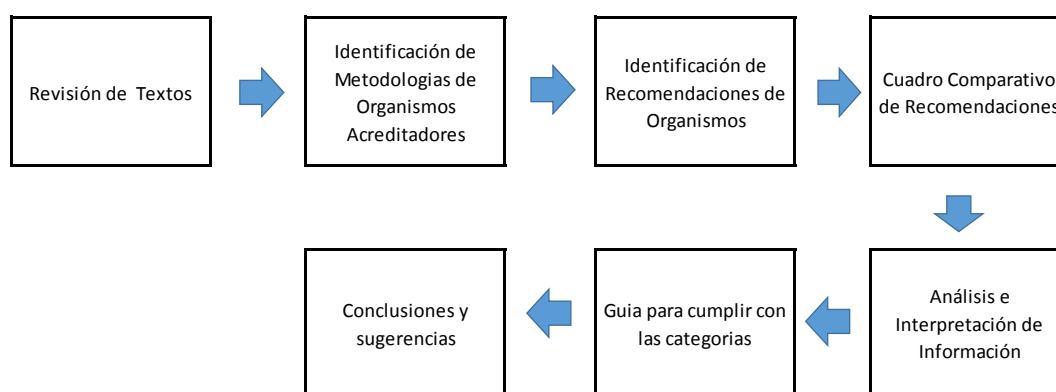 Revisión de Textos
Identificación de
Metodologias de
Organismos
Acreditadores
Identificación de
Recomendaciones de
Organismos
Cuadro Comparativo
de Recomendaciones
Análisis e
Interpretación de
Información
Guia para cumplir con
las categorias
Conclusiones y
sugerencias